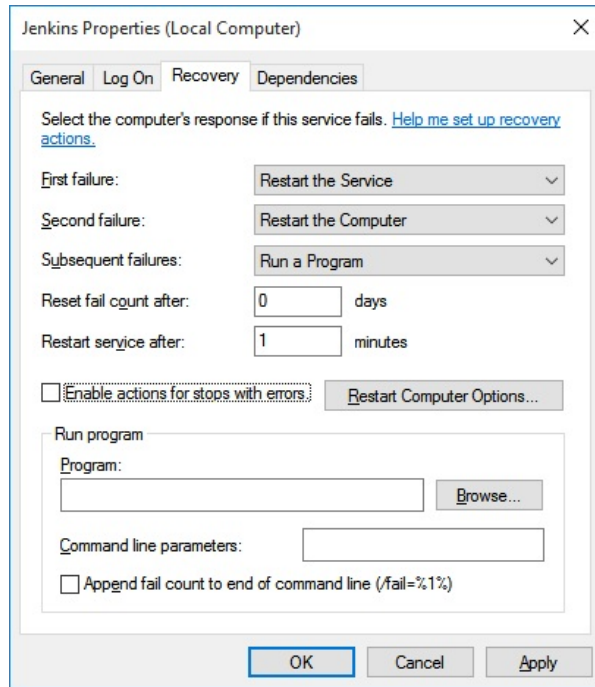 Jenkins Properties (Local Computer)
General Log On Recovery Dependencies
Select the computer's response if this service fails. Help me set up recovery
actions.
First failure: Restart the Service
Second failure: Restart the Computer
Subsequent failures: Run a Program
Reset fail count after: 0 days
Restart service after: 1 minutes
Enable actions for stops with errors. Restart Computer Options...
Run program
Program:
Browse...
Command line parameters:
Append fail count to end of command line (/fail=%1%)
OK Cancel Apply